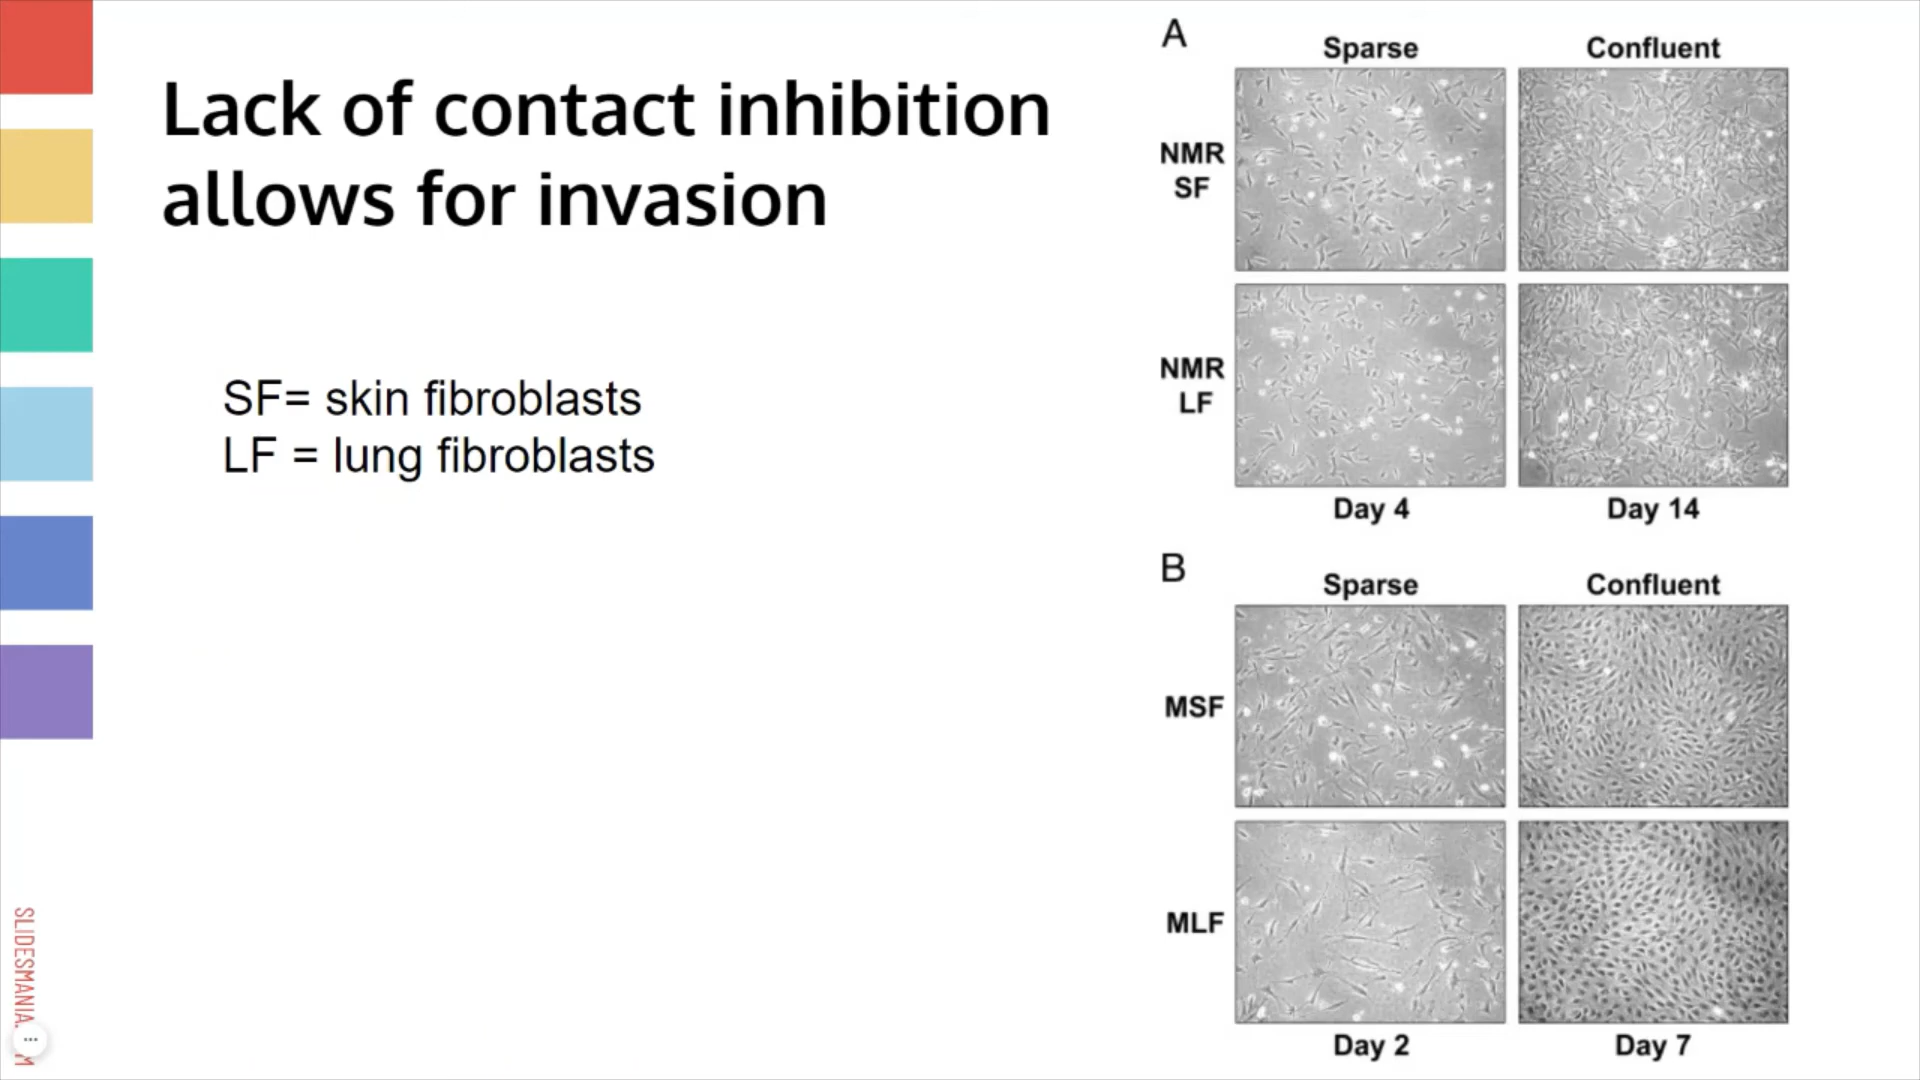 Lack of contact inhibition
allows for invasion
SF= skin fibroblasts
LF = lung fibroblasts
A
Sparse
Confluent
NMR
SF
NMR
LF
Day 4
Day 14
B
Sparse
Confluent
MSF
MLF
Day 2
Day 7